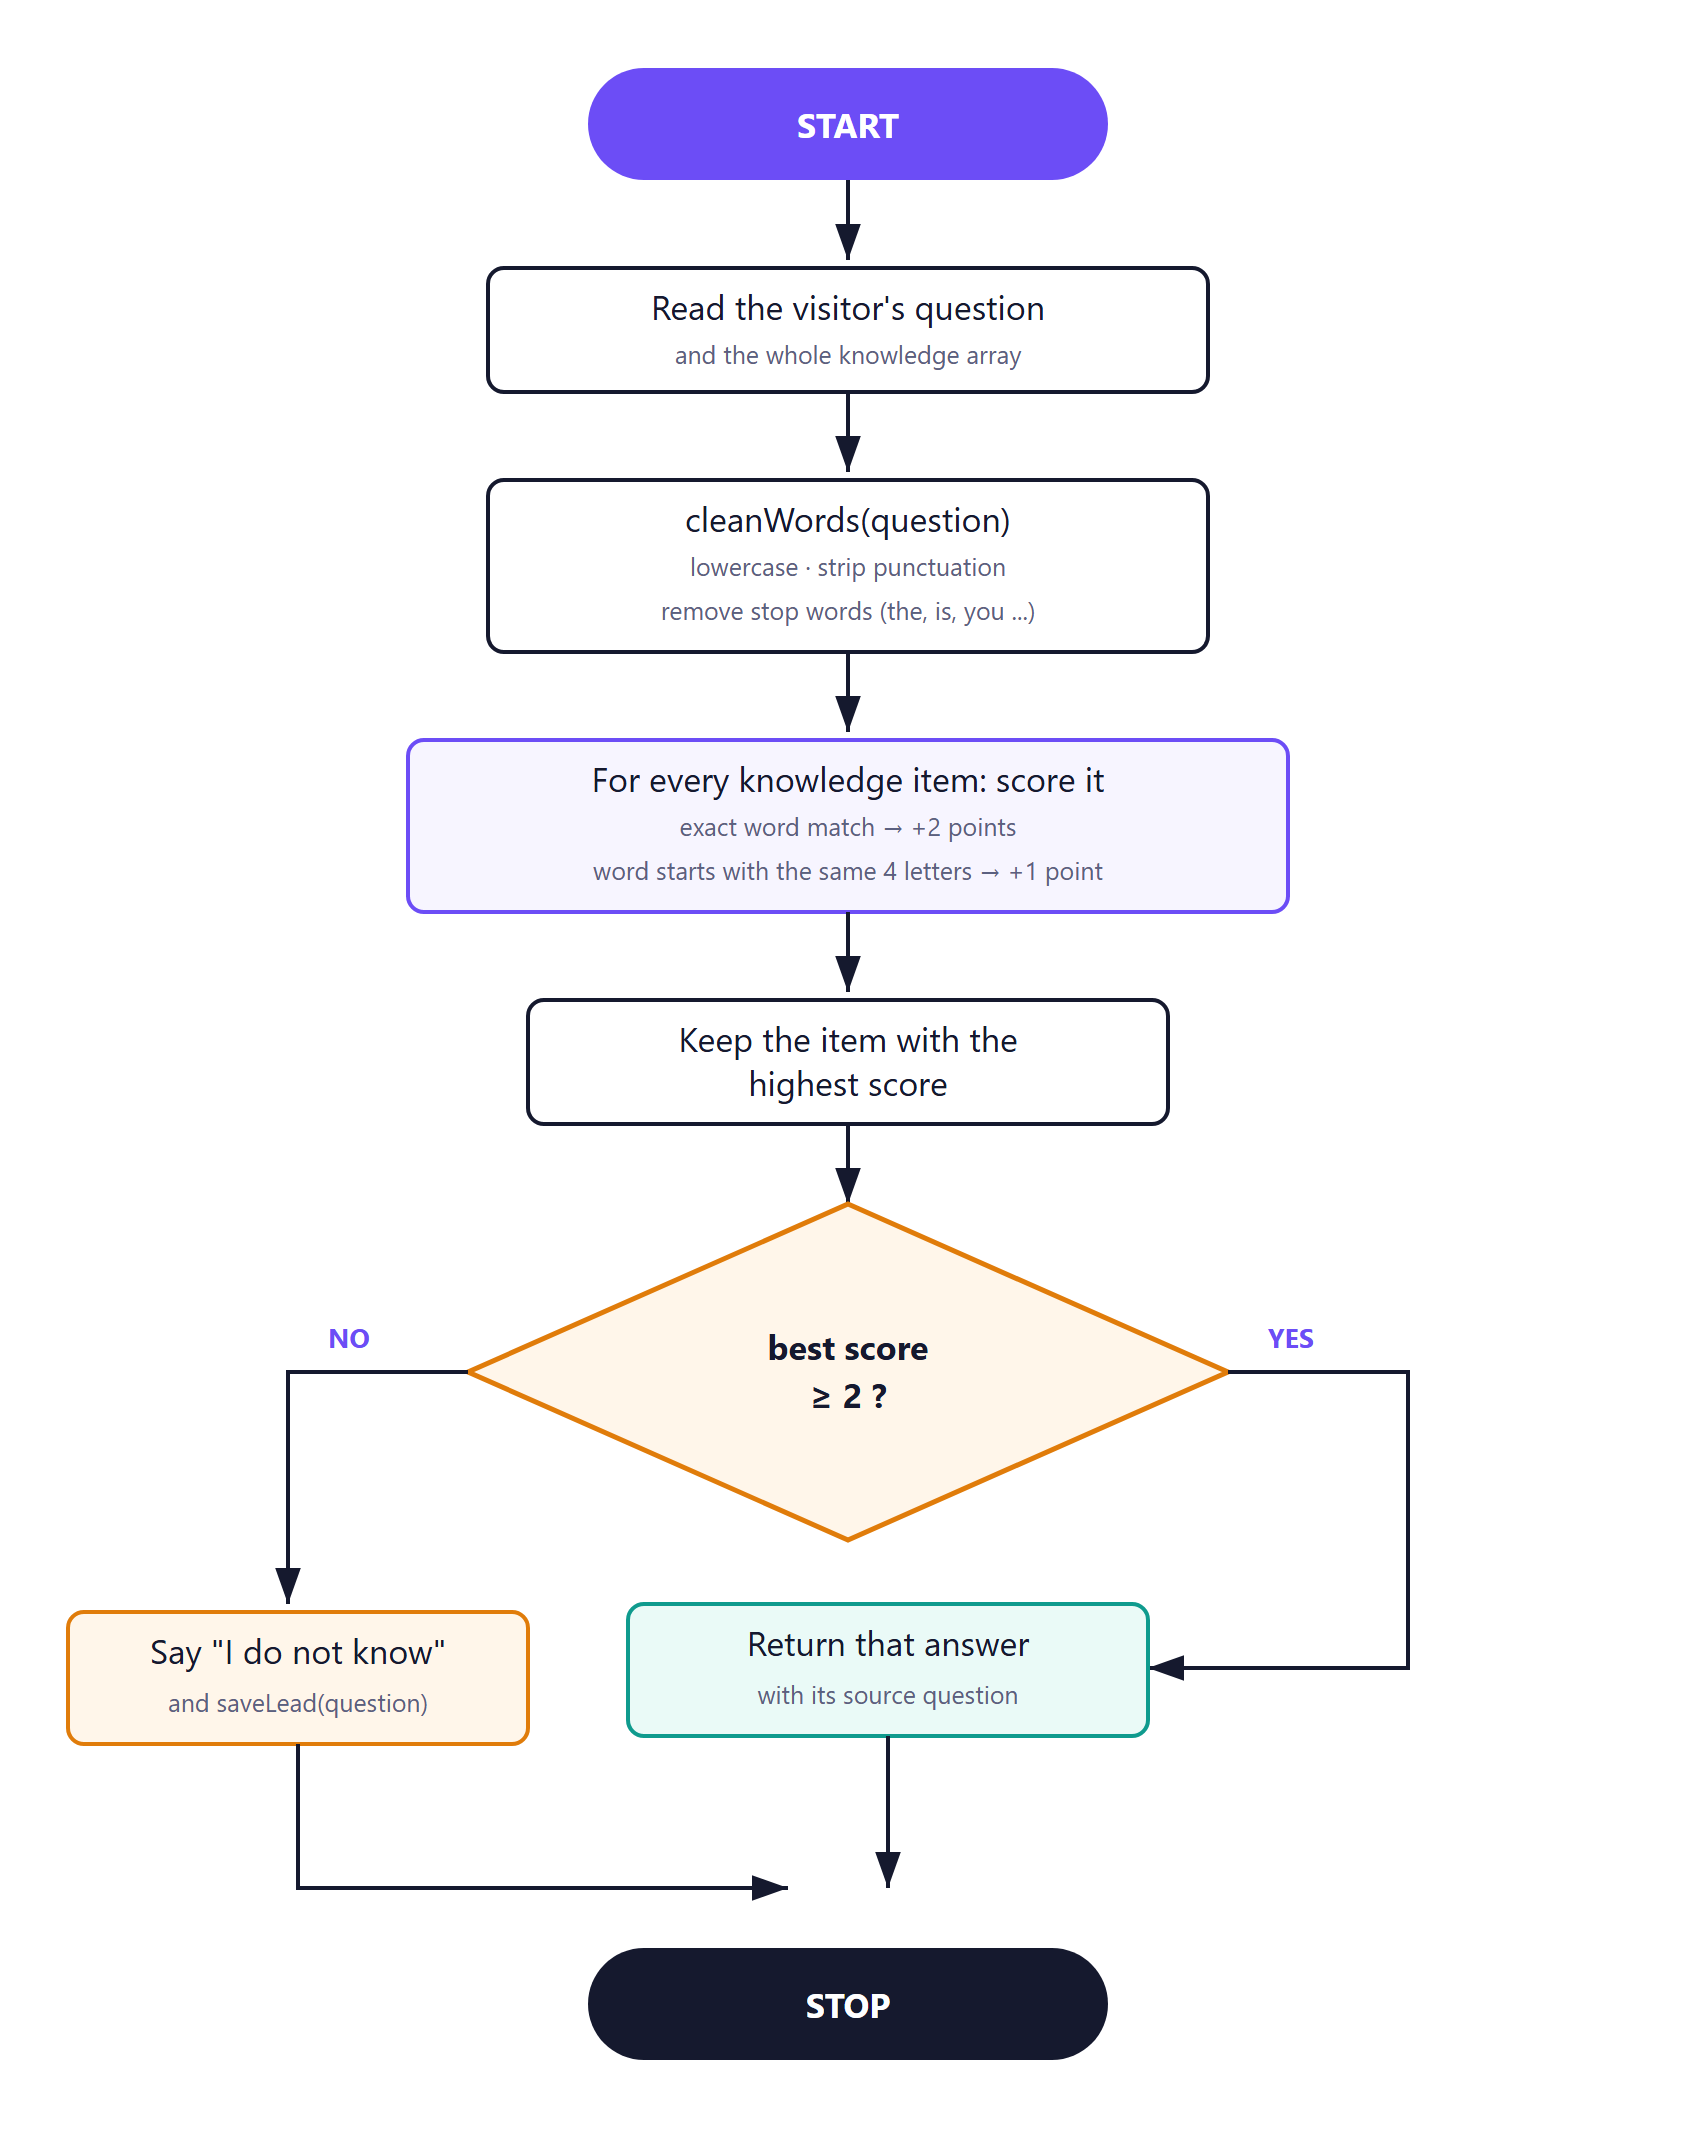 START
Read the visitor's question
and the whole knowledge array
cleanWords(question)
lowercase · strip punctuation
remove stop words (the, is, you ...)
For every knowledge item: score it
exact word match → +2 points
word starts with the same 4 letters → +1 point
Keep the item with the
highest score
best score
≥ 2 ?
NO
YES
Say "I do not know"
and saveLead(question)
Return that answer
with its source question
STOP